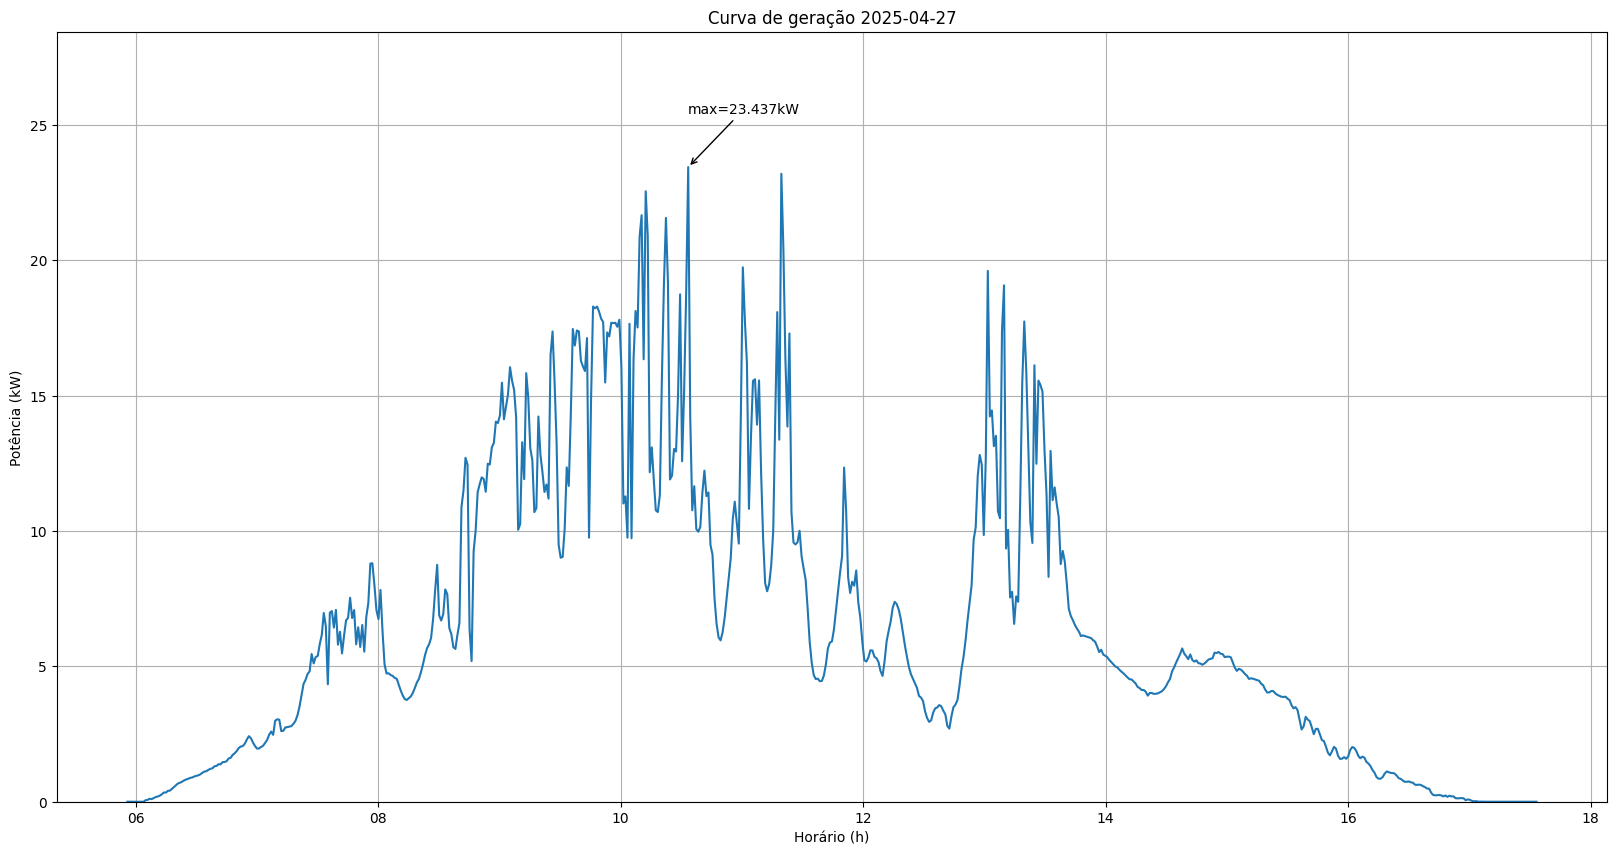 Curva de geração 2025-04-27
max=23.437kW
25
20
15
10
5
0
Potência (kW)
06 08 10 12 14 16 18
Horário (h)